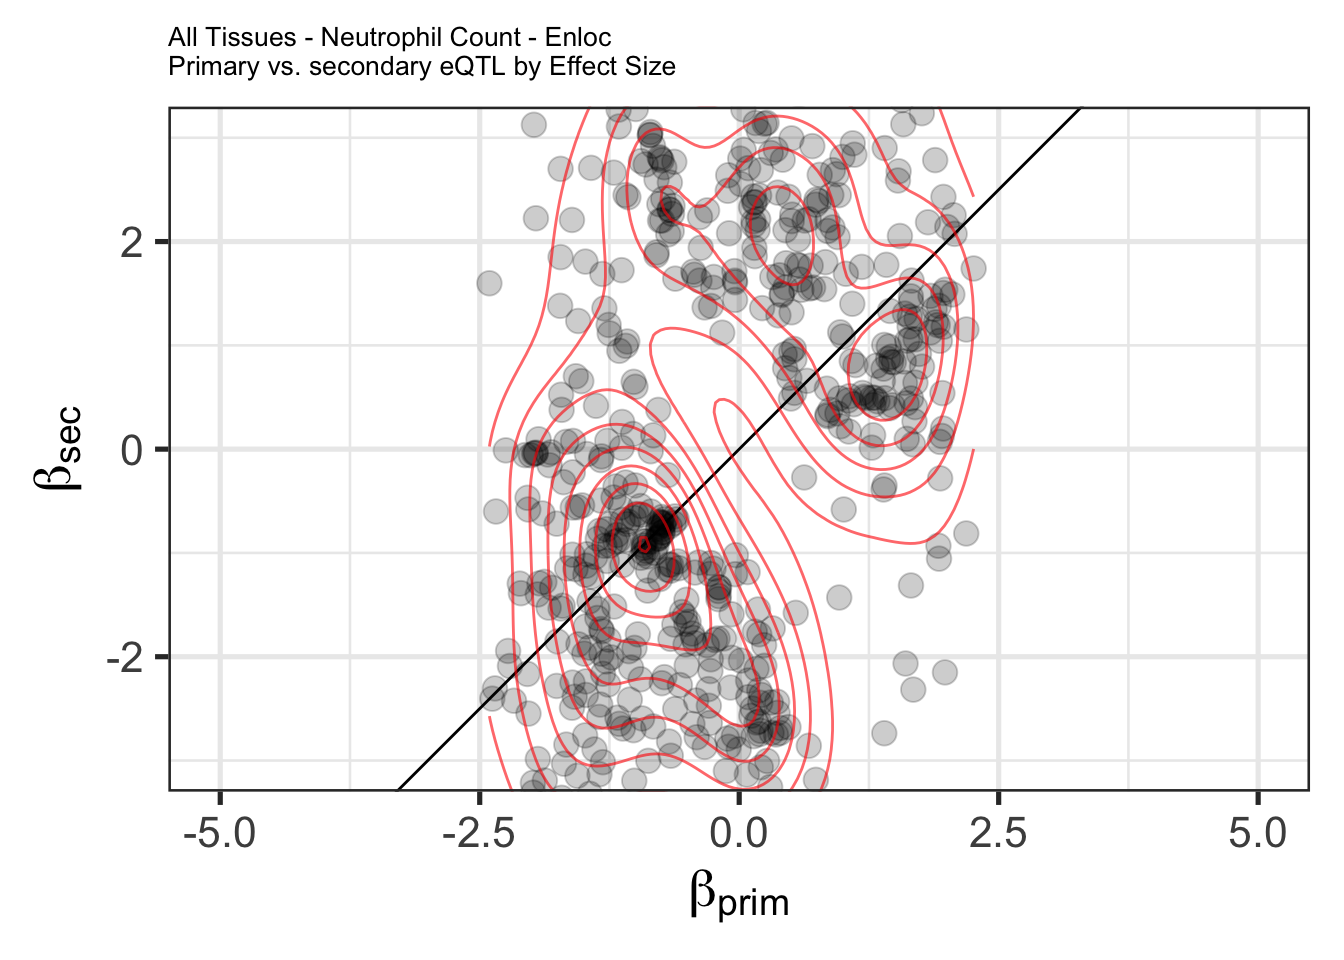 All Tissues - Neutrophil Count - Enloc
Primary vs. secondary eQTL by Effect Size
2
0
-2
βsec
-5.0 -2.5 0.0 2.5 5.0
βprim